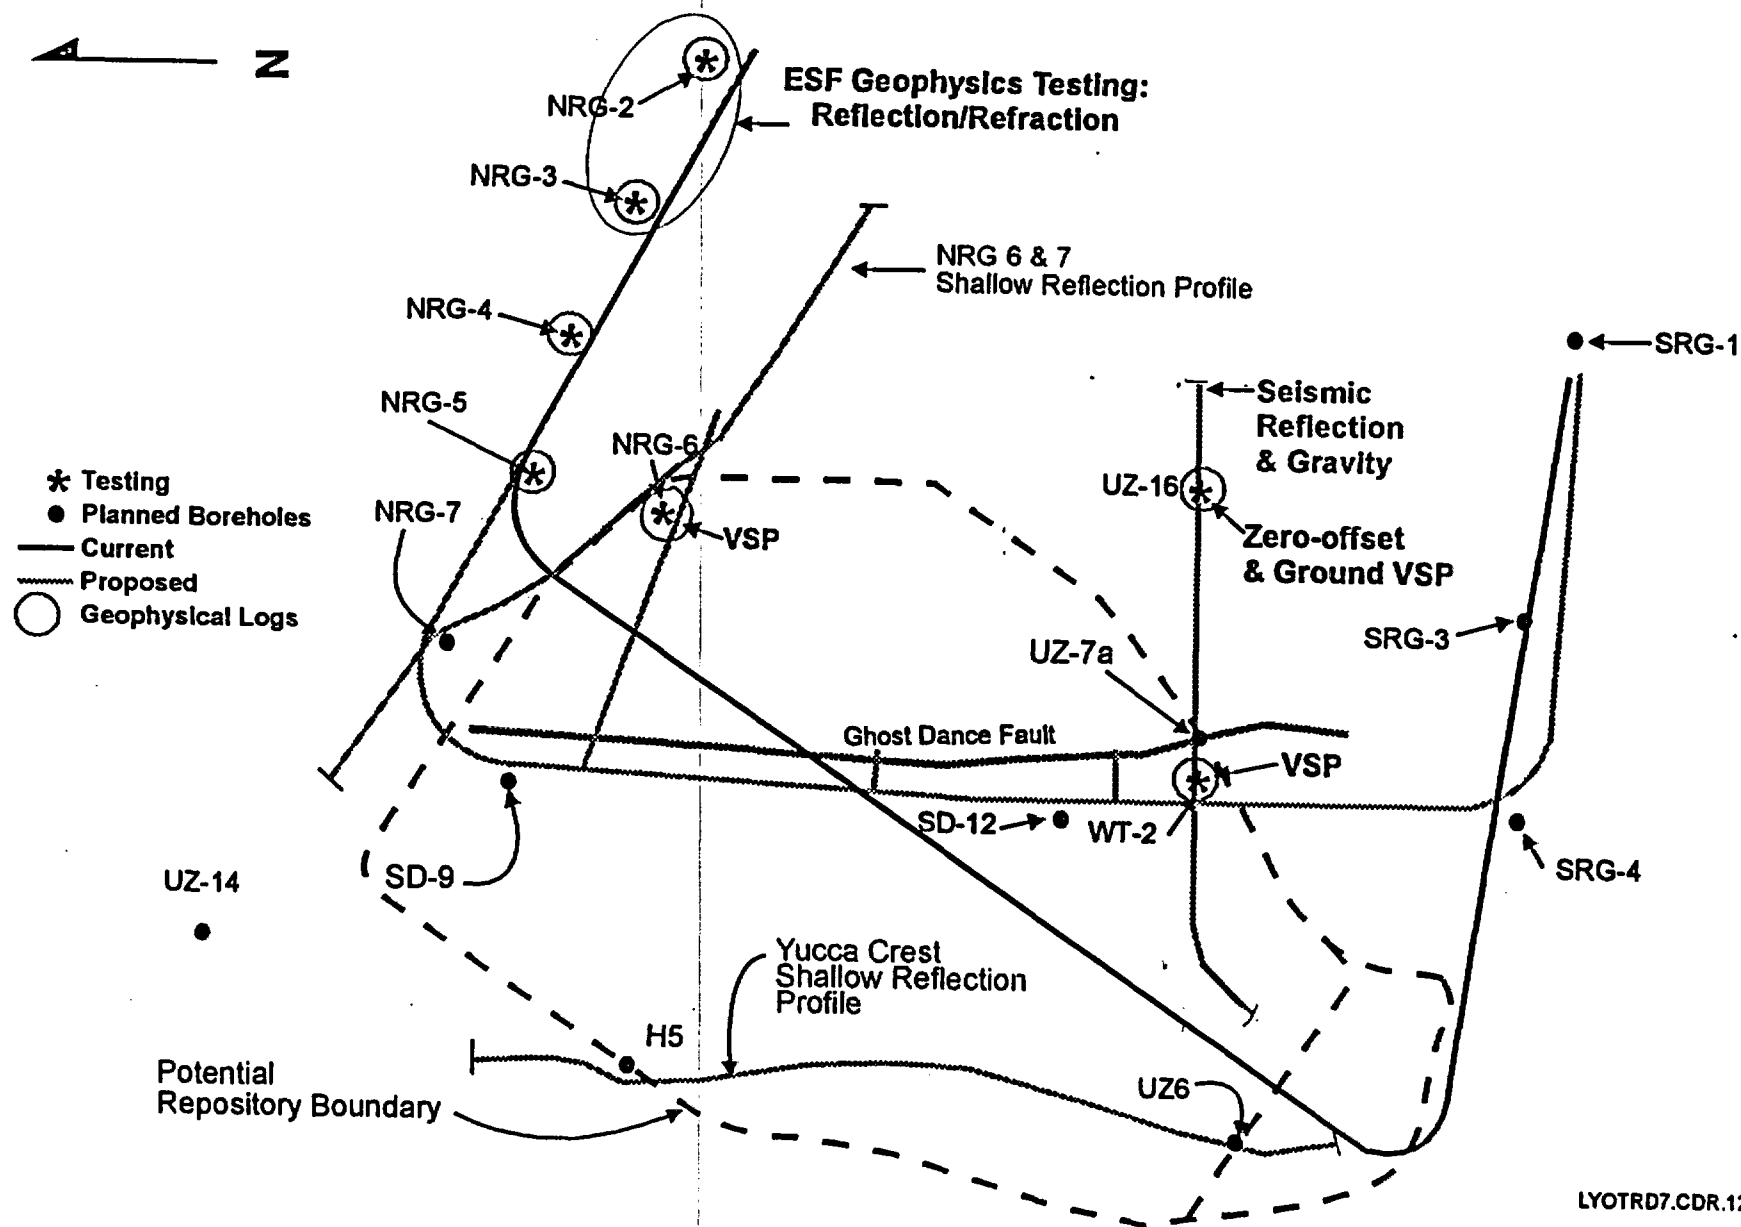 N
NRG-2
ESF Geophysics Testing:
Reflection/Refraction
NRG-3
NRG 6 & 7
Shallow Reflection Profile
NRG-4
SRG-1
NRG-5
Seismic
Reflection
& Gravity
NRG-6
* Testing
Planned Boreholes
Current
Proposed
Geophysical Logs
NRG-7
VSP
UZ-16
Zero-offset
& Ground VSP
SRG-3
UZ-7a
Ghost Dance Fault
VSP
SD-12
WT-2
SRG-4
SD-9
UZ-14
Yucca Crest
Shallow Reflection
Profile
H5
Potential
Repository Boundary
UZ6